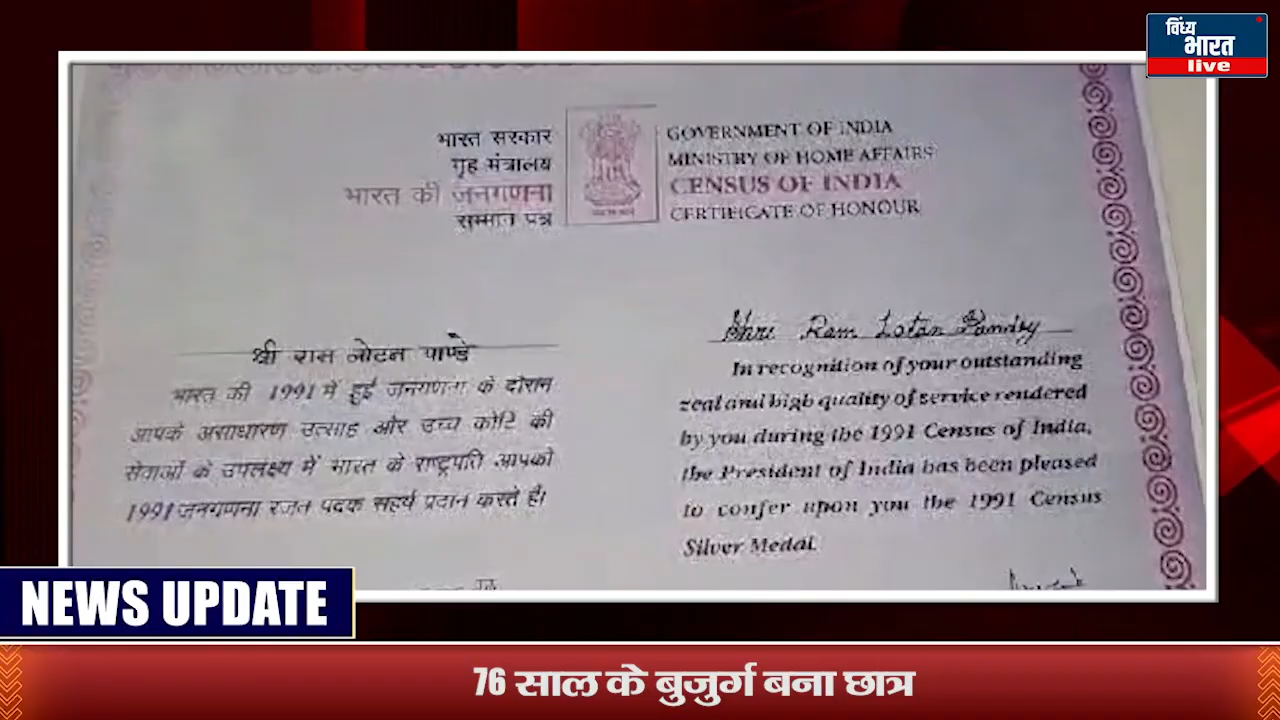 विंध्य
भारत
live
भारत सरकार
गृह मंत्रालय
भारत की जनगणना
सम्मान पत्र
GOVERNMENT OF INDIA
MINISTRY OF HOME AFFAIRS
CENSUS OF INDIA
CERTIFICATE OF HONOUR
श्री राम लोटन पाण्डे
भारत की 1991 में हुई जनगणना के दौरान
आपके असाधारण उत्साह और उच्च कोटि की
सेवाओं के उपलक्ष्य में भारत के राष्ट्रपति आपको
1991 जनगणना रजत पदक सहर्ष प्रदान करते हैं।
Shri Ram Lotan Pandey
In recognition of your outstanding
zeal and high quality of service rendered
by you during the 1991 Census of India,
the President of India has been pleased
to confer upon you the 1991 Census
Silver Medal.
NEWS UPDATE
76 साल के बुजुर्ग बना छात्र